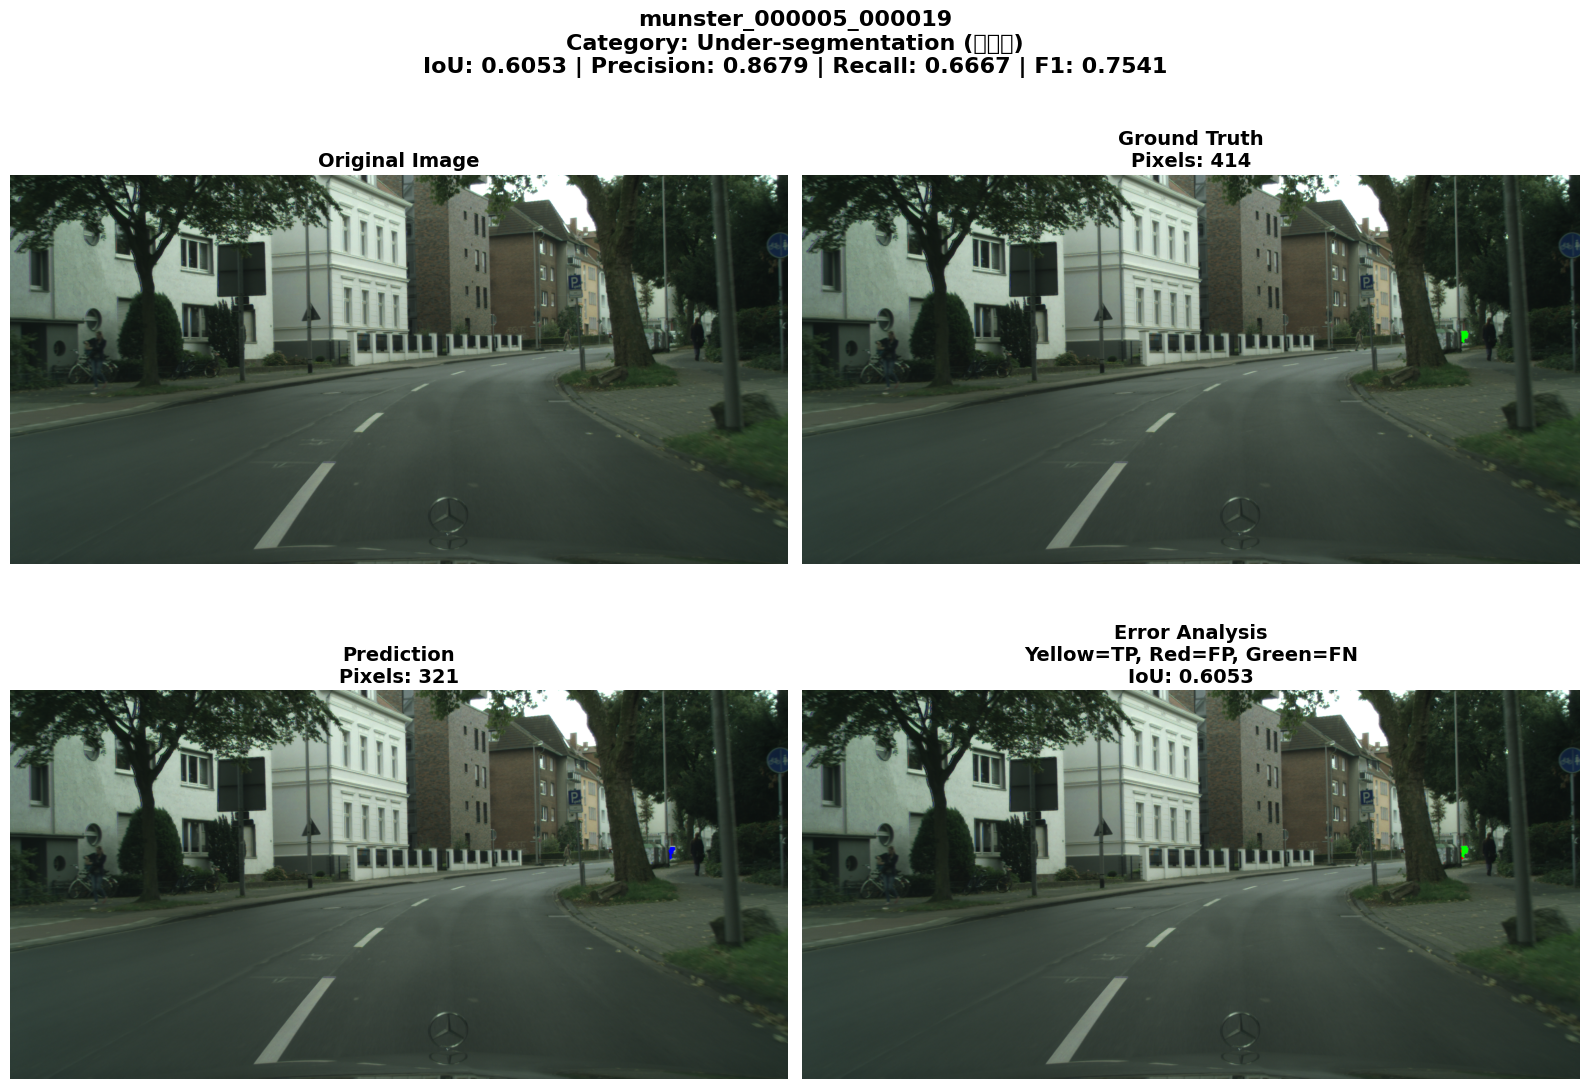 munster_000005_000019
Category: Under-segmentation (□□□)
IoU: 0.6053 | Precision: 0.8679 | Recall: 0.6667 | F1: 0.7541
Original Image
Ground Truth
Pixels: 414
P
P
Prediction
Pixels: 321
Error Analysis
Yellow=TP, Red=FP, Green=FN
IoU: 0.6053
P
P